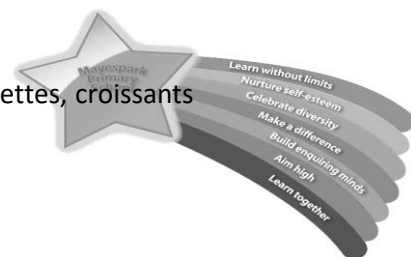 Mayespark
Primary
ettes, croissants
Learn without limits
Nurture self-esteem
Celebrate diversity
Make a difference
Build enquiring minds
Aim high
Learn together